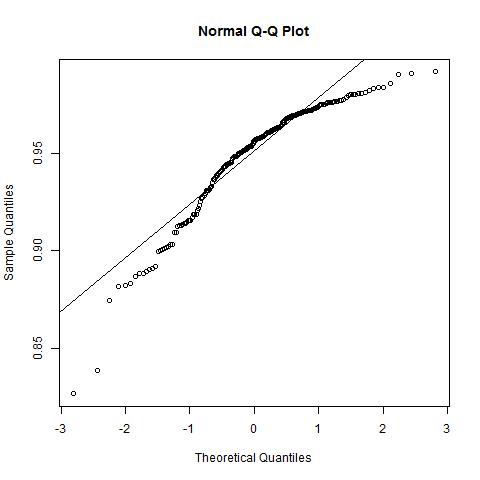 Normal Q-Q Plot
Sample Quantiles
0.95
0.90
0.85
-3 -2 -1 0 1 2 3
Theoretical Quantiles